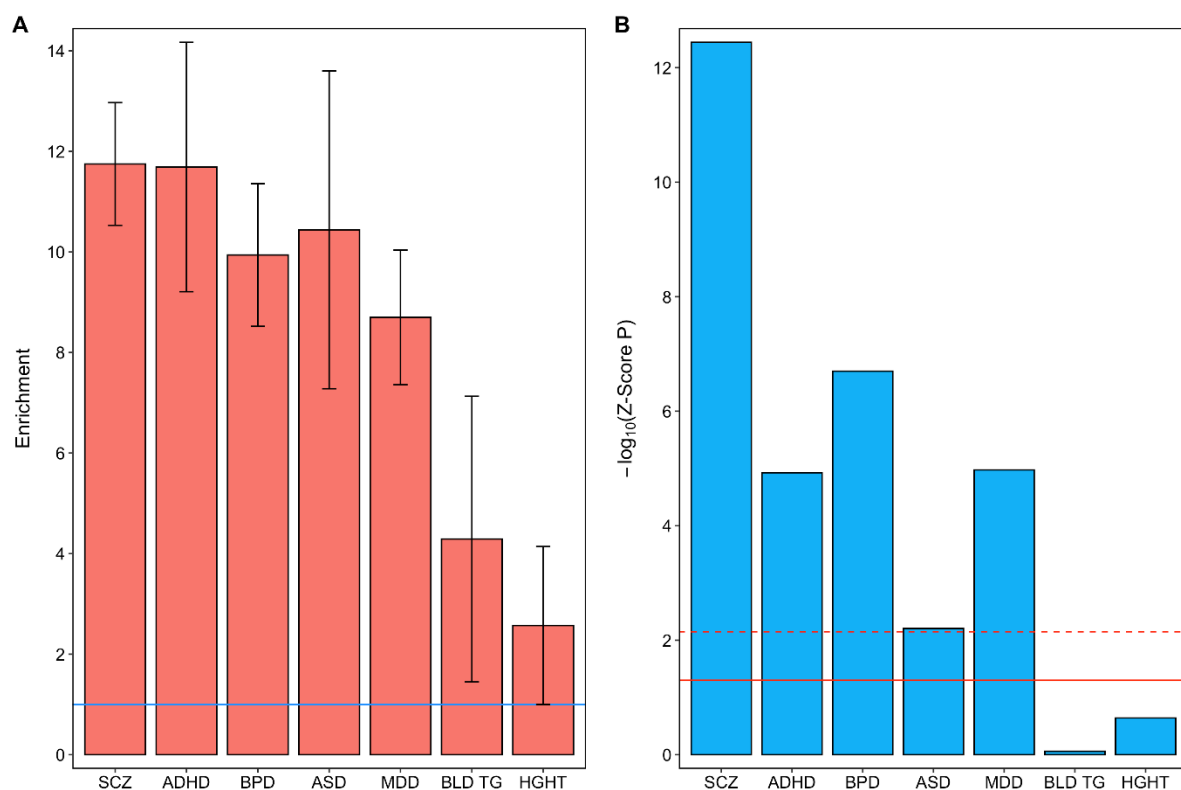 A
Enrichment
14
12
10
8
6
4
2
0
SCZ ADHD BPD ASD MDD BLD TG HGHT
B
−log₁₀(Z-Score P)
12
10
8
6
4
2
0
SCZ ADHD BPD ASD MDD BLD TG HGHT